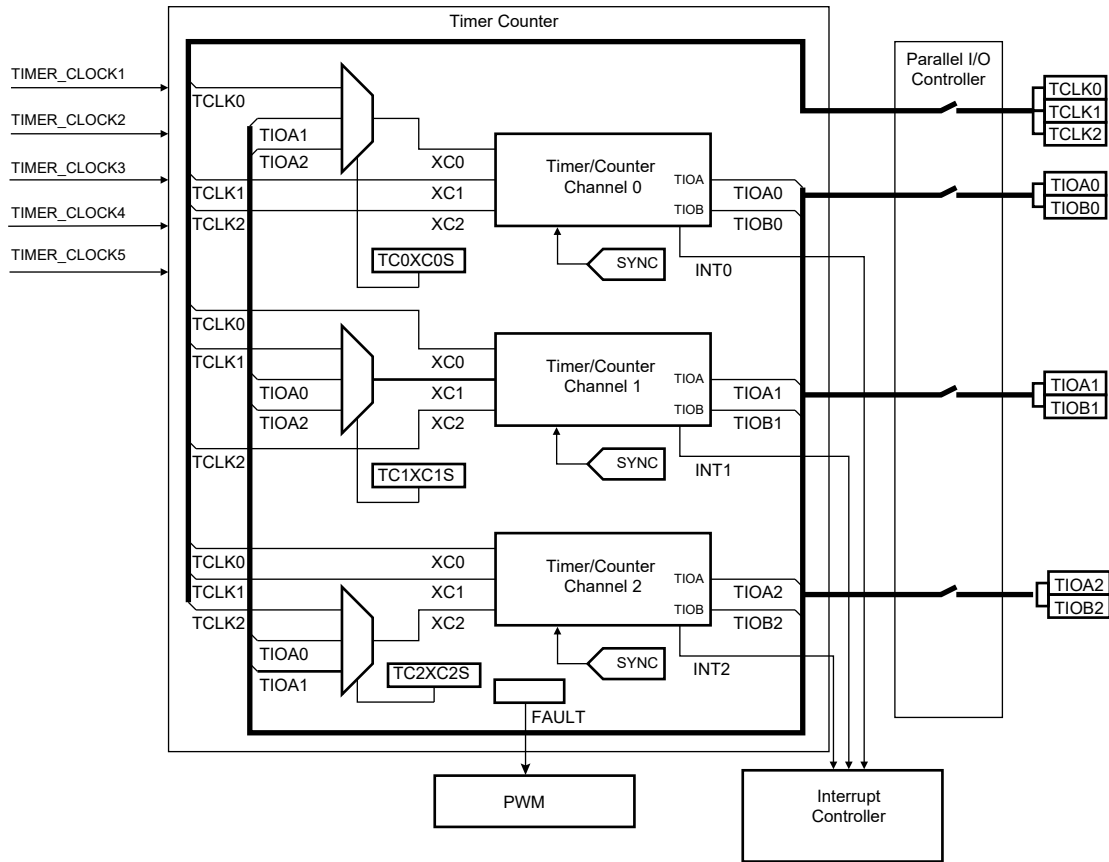 Timer Counter
Parallel I/O
Controller
TIMER_CLOCK1
TIMER_CLOCK2
TIMER_CLOCK3
TIMER_CLOCK4
TIMER_CLOCK5
TCLK0
TIOA1
TIOA2
TCLK1
TCLK2
XC0
XC1
XC2
TC0XC0S
Timer/Counter
Channel 0
TIOA
TIOB
TIOA0
TIOB0
SYNC
INT0
TCLK0
TCLK1
TIOA0
TIOA2
TCLK2
XC0
XC1
XC2
TC1XC1S
Timer/Counter
Channel 1
TIOA
TIOB
TIOA1
TIOB1
SYNC
INT1
TCLK0
TCLK1
TCLK2
TIOA0
TIOA1
XC0
XC1
XC2
TC2XC2S
Timer/Counter
Channel 2
TIOA
TIOB
TIOA2
TIOB2
SYNC
INT2
FAULT
PWM
Interrupt
Controller
TCLK0
TCLK1
TCLK2
TIOA0
TIOB0
TIOA1
TIOB1
TIOA2
TIOB2